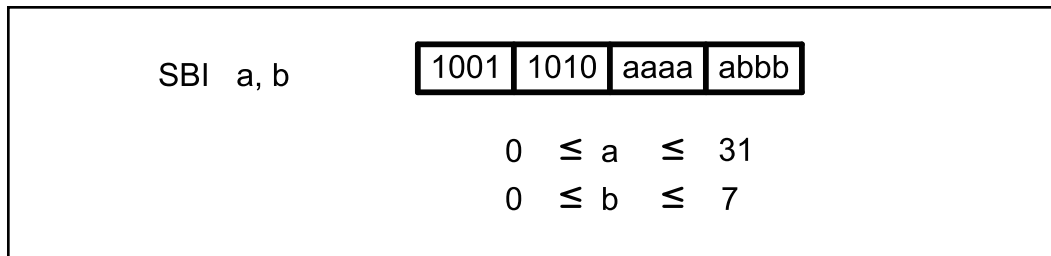 SBI a, b 1001 1010 aaaa abbb
0 ≤ a ≤ 31
0 ≤ b ≤ 7